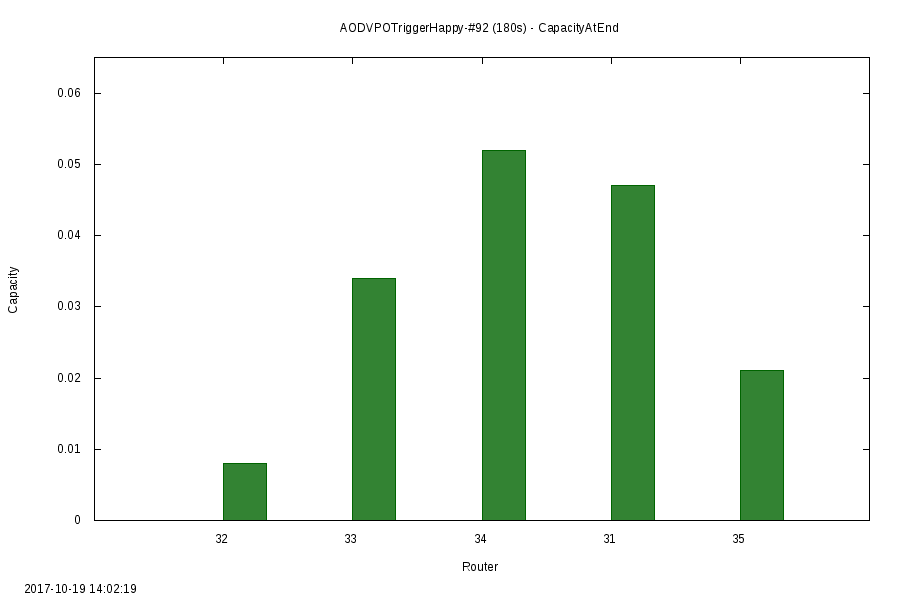 AODVPOTriggerHappy-#92 (180s) - CapacityAtEnd
0.06
0.05
0.04
0.03
0.02
0.01
0
Capacity
32 33 34 31 35
Router
2017-10-19 14:02:19